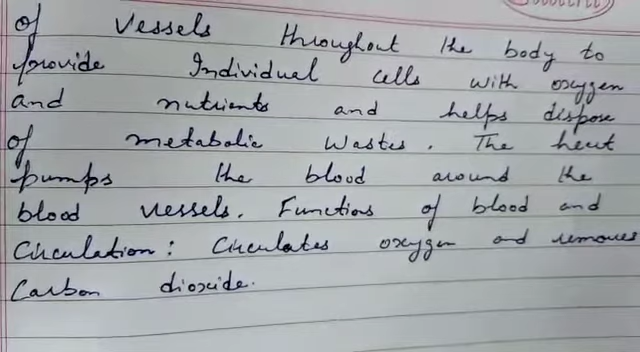 of vessels throughout the body to
provide Individual cells with oxygen
and nutrients and helps dispose
of metabolic Wastes. The heart
pumps the blood around the
blood vessels. Functions of blood and
Circulation: Circulates oxygen and removes
Carbon dioxide.